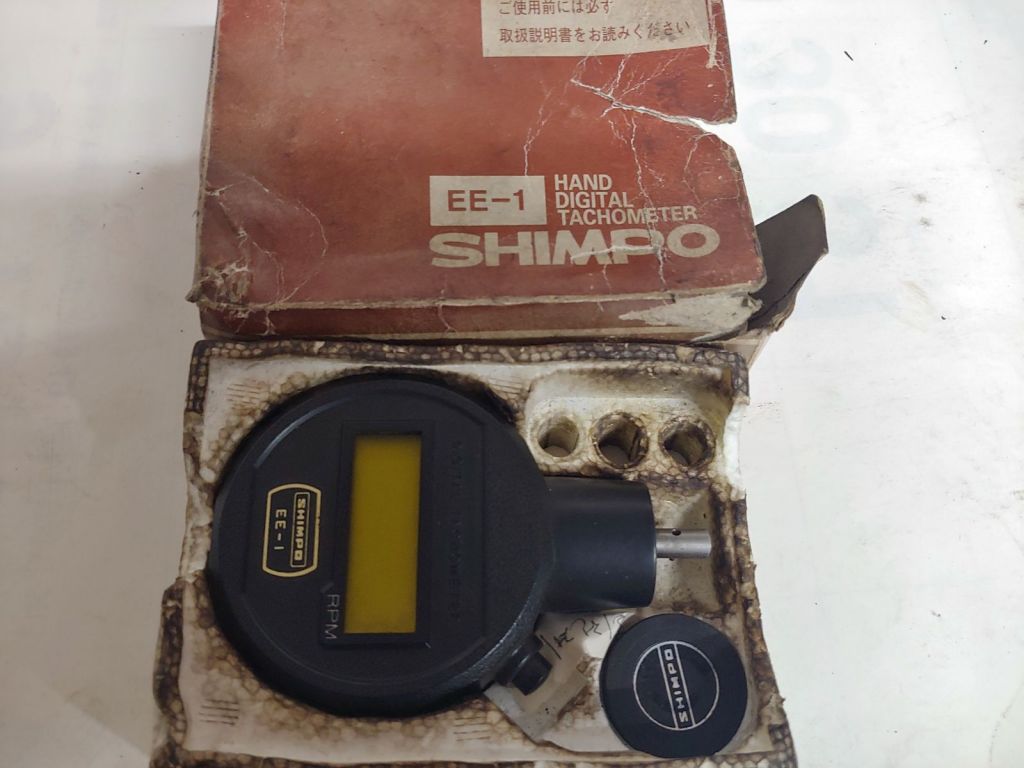 ご使用前には必ず
取扱説明書をお読みください
EE-1
HAND
DIGITAL
TACHOMETER
SHIMPO
SHIMPO
EE-1
RPM
SHIMPO